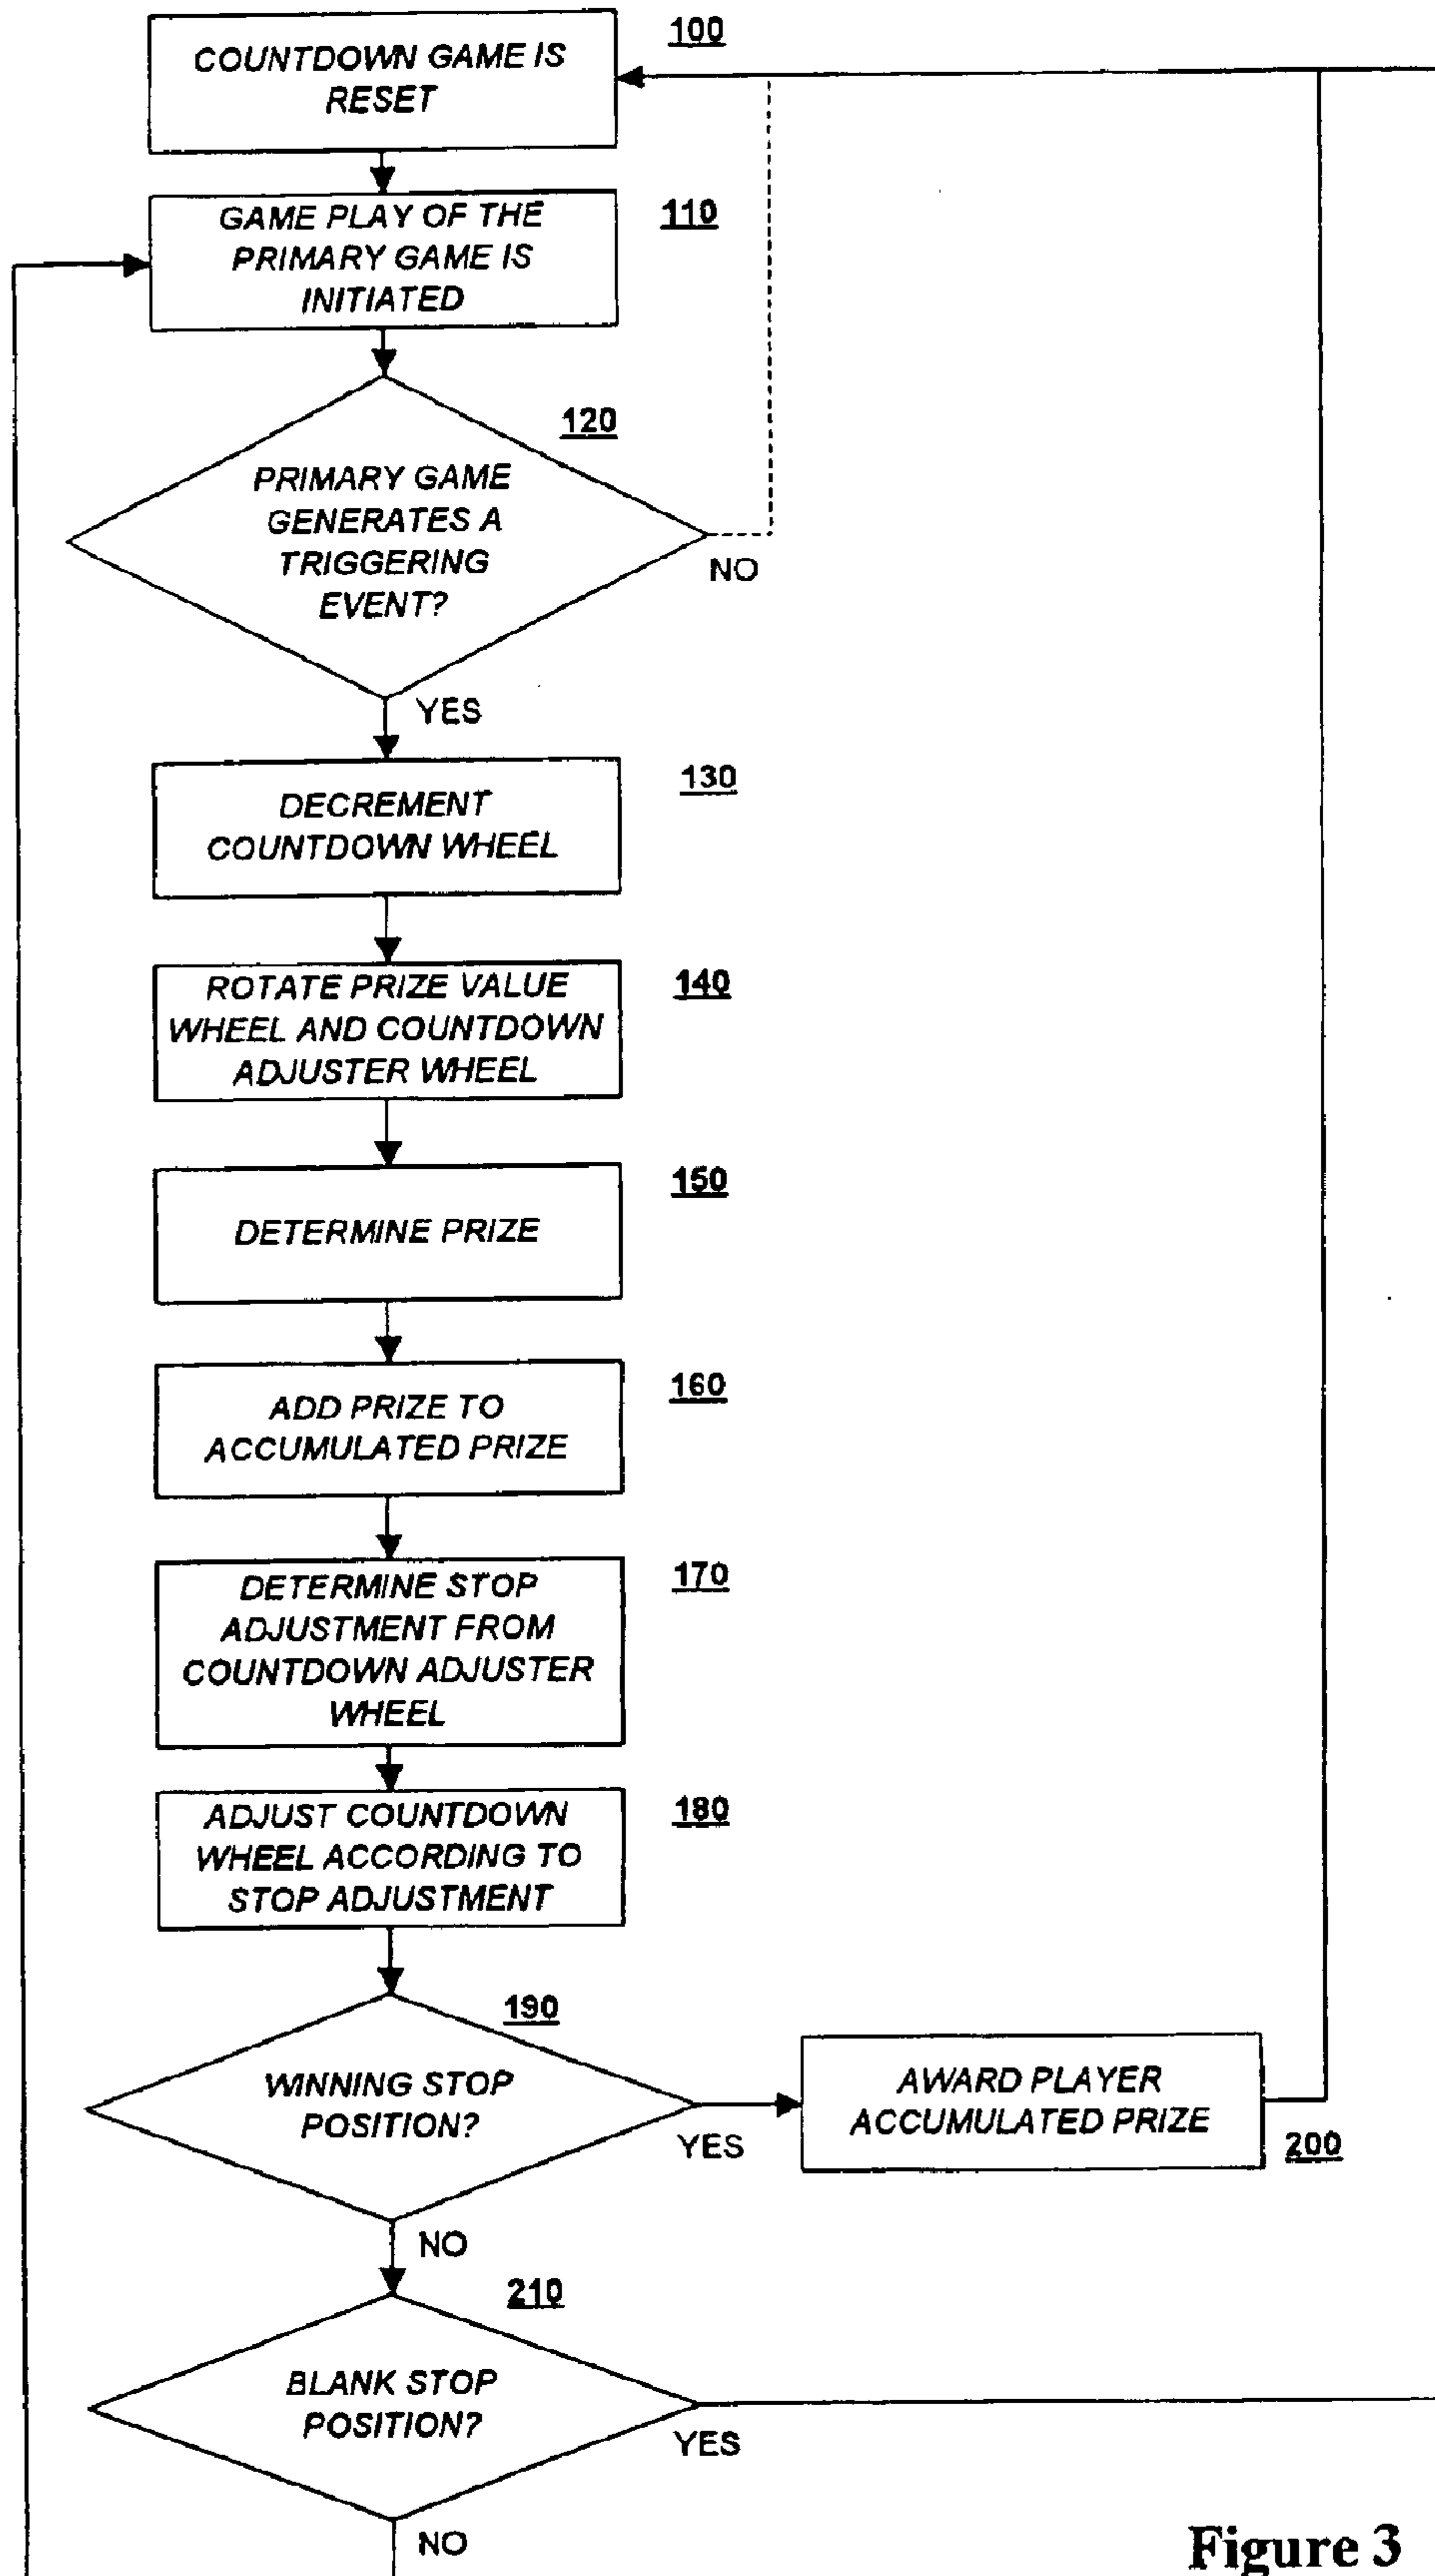 100
COUNTDOWN GAME IS
RESET
110
GAME PLAY OF THE
PRIMARY GAME IS
INITIATED
120
PRIMARY GAME
GENERATES A
TRIGGERING
EVENT?
NO
YES
130
DECREMENT
COUNTDOWN WHEEL
140
ROTATE PRIZE VALUE
WHEEL AND COUNTDOWN
ADJUSTER WHEEL
150
DETERMINE PRIZE
160
ADD PRIZE TO
ACCUMULATED PRIZE
170
DETERMINE STOP
ADJUSTMENT FROM
COUNTDOWN ADJUSTER
WHEEL
180
ADJUST COUNTDOWN
WHEEL ACCORDING TO
STOP ADJUSTMENT
190
WINNING STOP
POSITION?
YES
AWARD PLAYER
ACCUMULATED PRIZE
200
NO
210
BLANK STOP
POSITION?
YES
NO
Figure 3